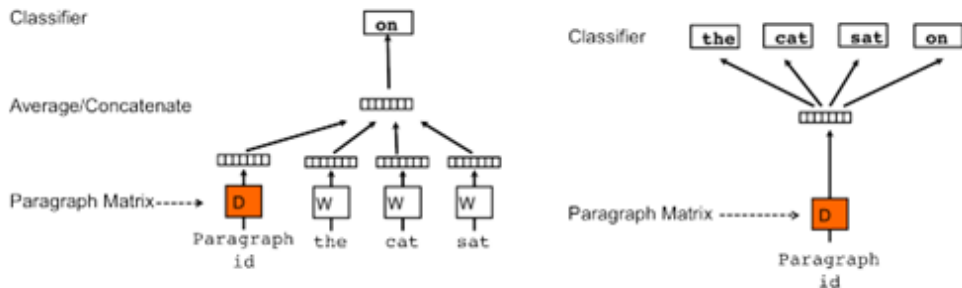 Classifier
on
Average/Concatenate
Paragraph Matrix
D
W
W
W
Paragraph
id
the
cat
sat
Classifier
the
cat
sat
on
Paragraph Matrix
D
Paragraph
id